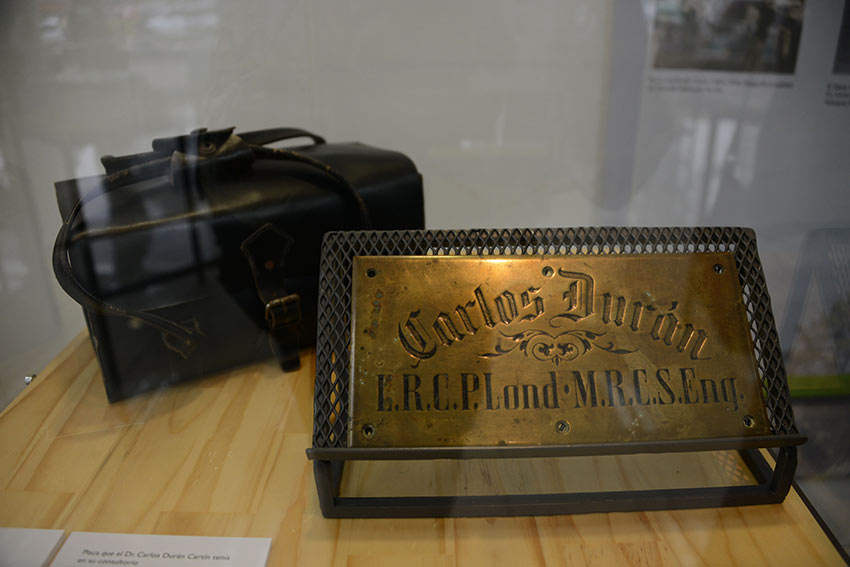 Carlos Durán
L.R.C.P.Lond·M.R.C.S.Eng.
Placa que el Dr. Carlos Durán Cartín tenía
en su consultorio